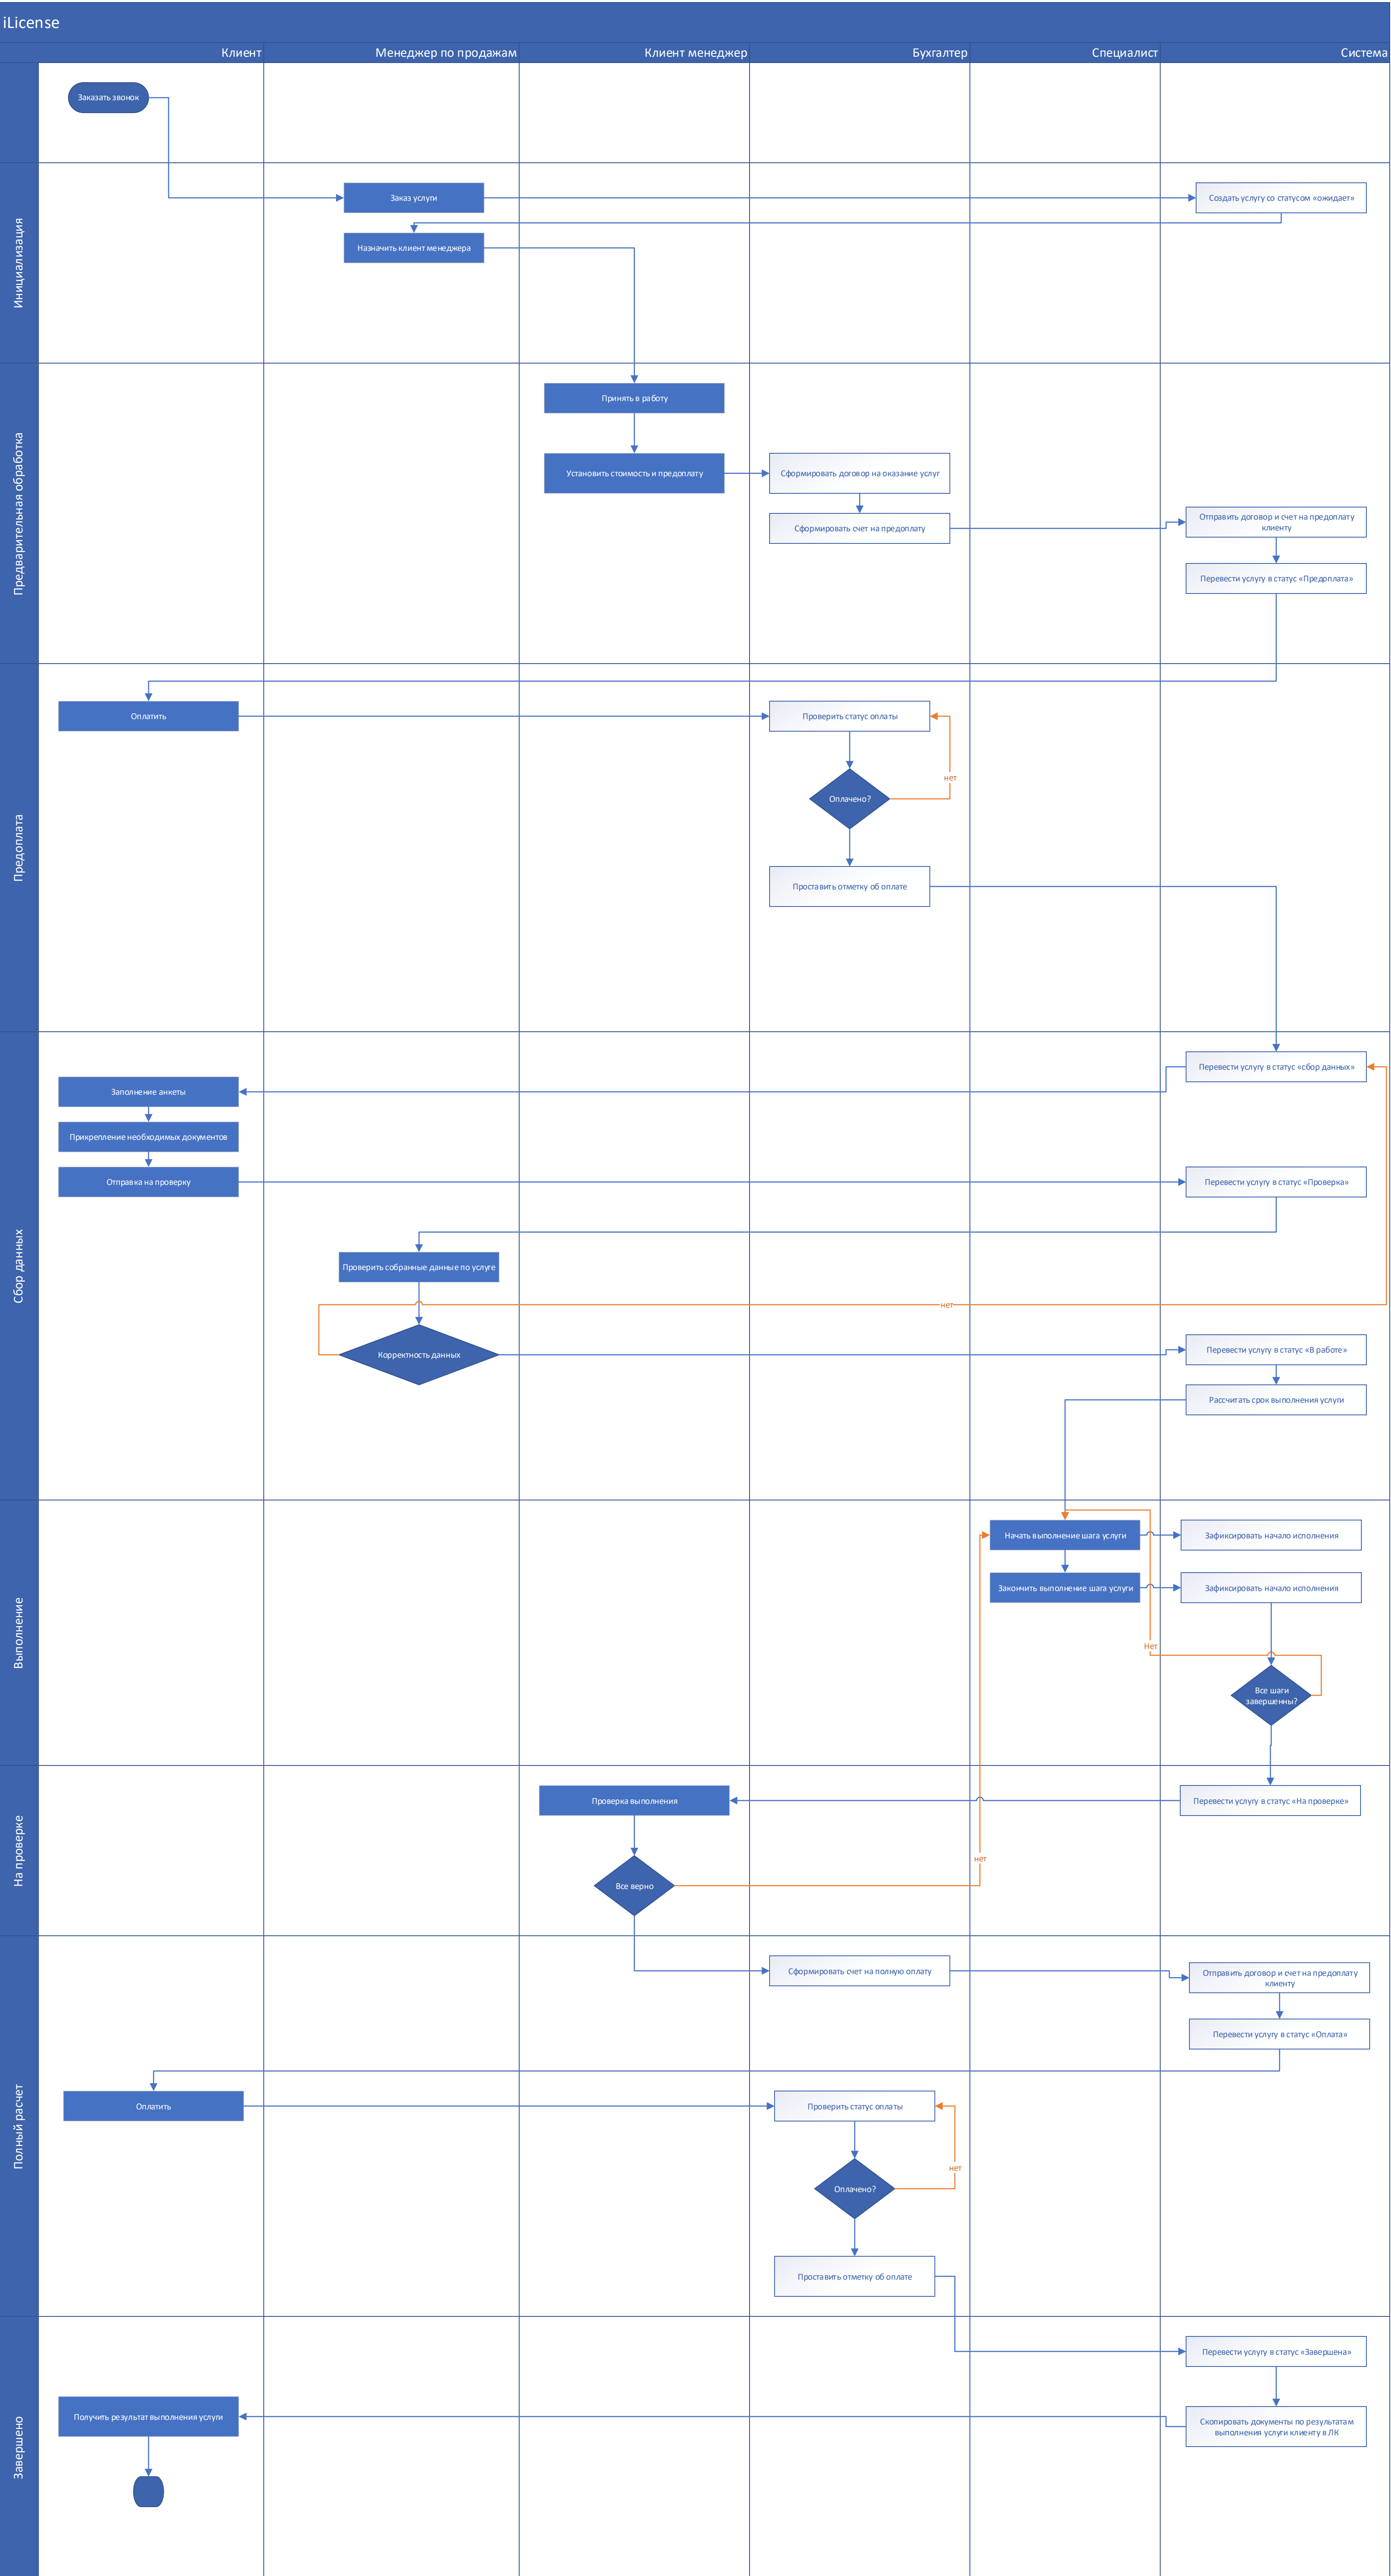 iLicense
Клиент
Менеджер по продажам
Клиент менеджер
Бухгалтер
Специалист
Система
Заказать звонок
Инициализация
Заказ услуги
Создать услугу со статусом «ожидает»
Назначить клиент менеджера
Предварительная обработка
Принять в работу
Установить стоимость и предоплату
Сформировать договор на оказание услуг
Сформировать счет на предоплату
Отправить договор и счет на предоплату
клиенту
Перевести услугу в статус «Предоплата»
Предоплата
Оплатить
Проверить статус оплаты
нет
Оплачено?
Проставить отметку об оплате
Сбор данных
Перевести услугу в статус «сбор данных»
Заполнение анкеты
Прикрепление необходимых документов
Отправка на проверку
Перевести услугу в статус «Проверка»
Проверить собранные данные по услуге
нет
Корректность данных
Перевести услугу в статус «В работе»
Рассчитать срок выполнения услуги
Выполнение
Начать выполнение шага услуги
Зафиксировать начало исполнения
Закончить выполнение шага услуги
Зафиксировать начало исполнения
Нет
Все шаги
завершенны?
На проверке
Проверка выполнения
Перевести услугу в статус «На проверке»
нет
Все верно
Полный расчет
Сформировать счет на полную оплату
Отправить договор и счет на предоплату
клиенту
Перевести услугу в статус «Оплата»
Оплатить
Проверить статус оплаты
нет
Оплачено?
Проставить отметку об оплате
Завершено
Перевести услугу в статус «Завершена»
Получить результат выполнения услуги
Скопировать документы по результатам
выполнения услуги клиенту в ЛК